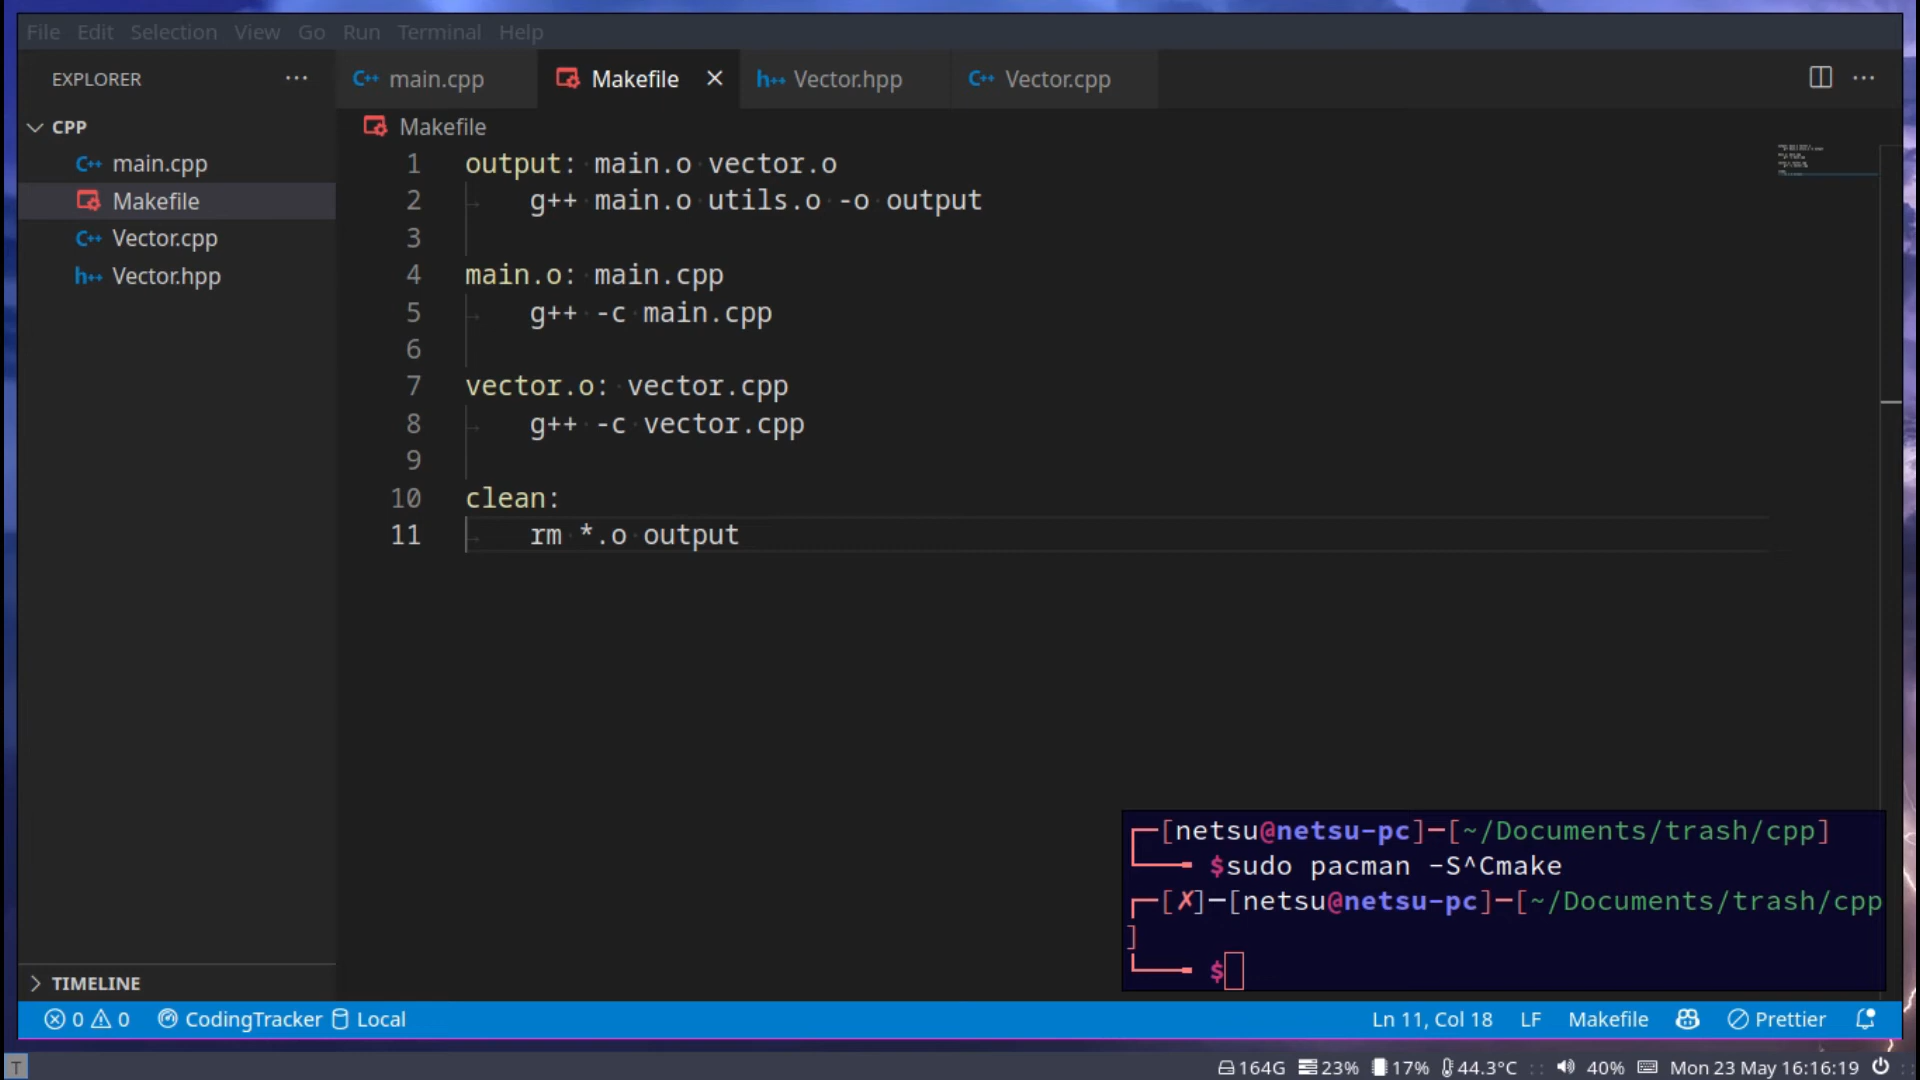 File Edit Selection View Go Run Terminal Help
EXPLORER
main.cpp
Makefile
Vector.hpp
Vector.cpp
CPP
main.cpp
Makefile
Vector.cpp
Vector.hpp
TIMELINE
Makefile
1 output: main.o vector.o
2 g++ main.o utils.o -o output
3
4 main.o: main.cpp
5 g++ -c main.cpp
6
7 vector.o: vector.cpp
8 g++ -c vector.cpp
9
10 clean:
11 rm *.o output
[netsu@netsu-pc]-[~/Documents/trash/cpp]
$sudo pacman -S^Cmake
[✗]-[netsu@netsu-pc]-[~/Documents/trash/cpp
]
$
0 0 CodingTracker Local Ln 11, Col 18 LF Makefile Prettier
T 164G 23% 17% 44.3°C :: 40% Mon 23 May 16:16:19